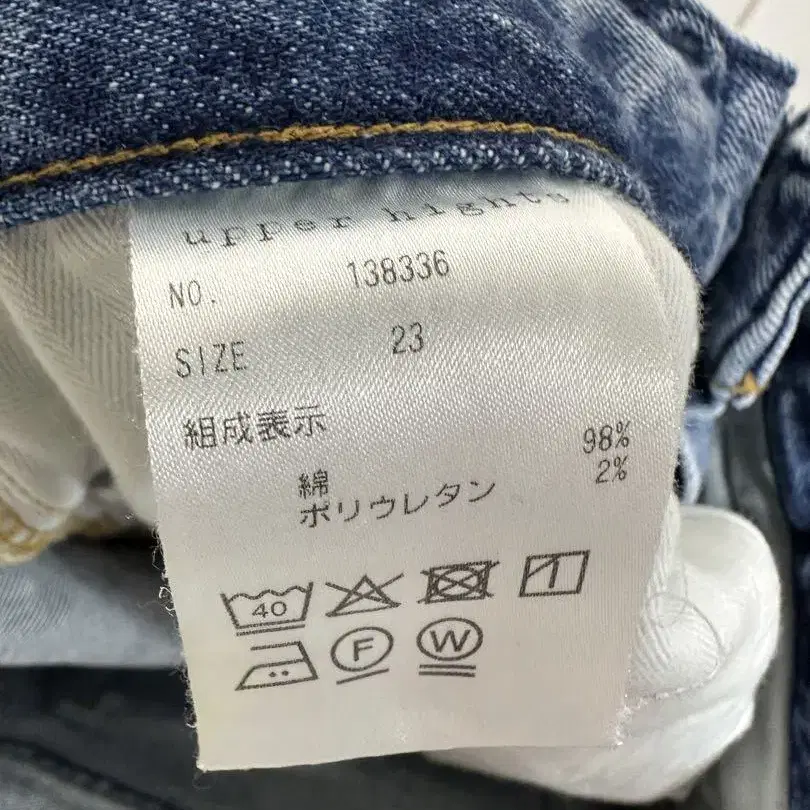 upper hights
NO. 138336
SIZE 23
組成表示
綿 98%
ポリウレタン 2%
40
F W